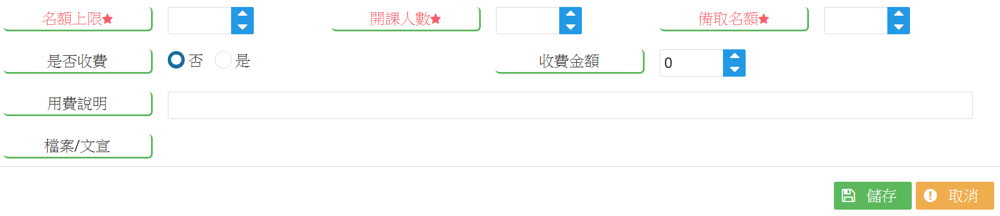 名額上限★ 開課人數★ 備取名額★
是否收費 否 是 收費金額 0
用費說明
檔案/文宣
儲存 取消